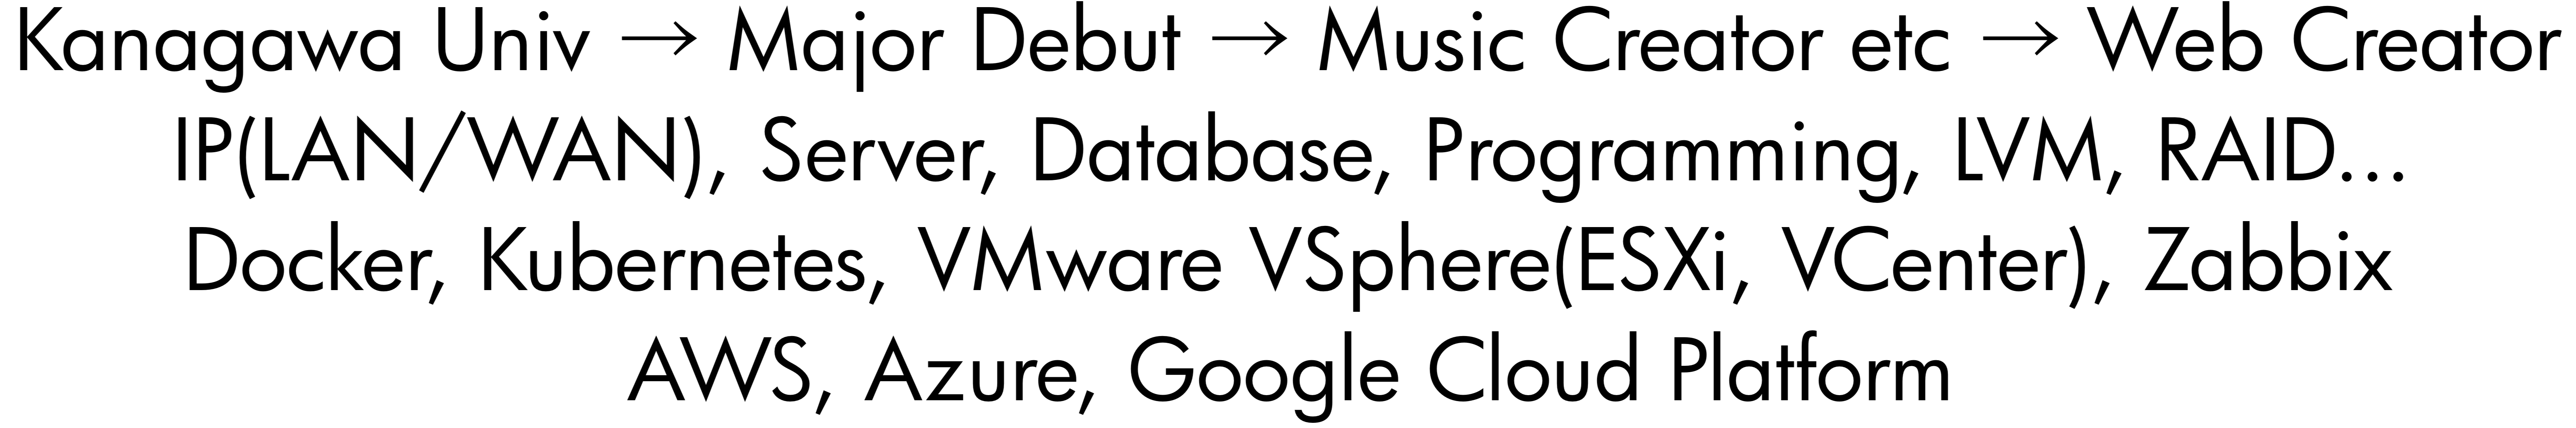 Kanagawa Univ → Major Debut → Music Creator etc → Web Creator
IP(LAN/WAN), Server, Database, Programming, LVM, RAID...
Docker, Kubernetes, VMware VSphere(ESXi, VCenter), Zabbix
AWS, Azure, Google Cloud Platform